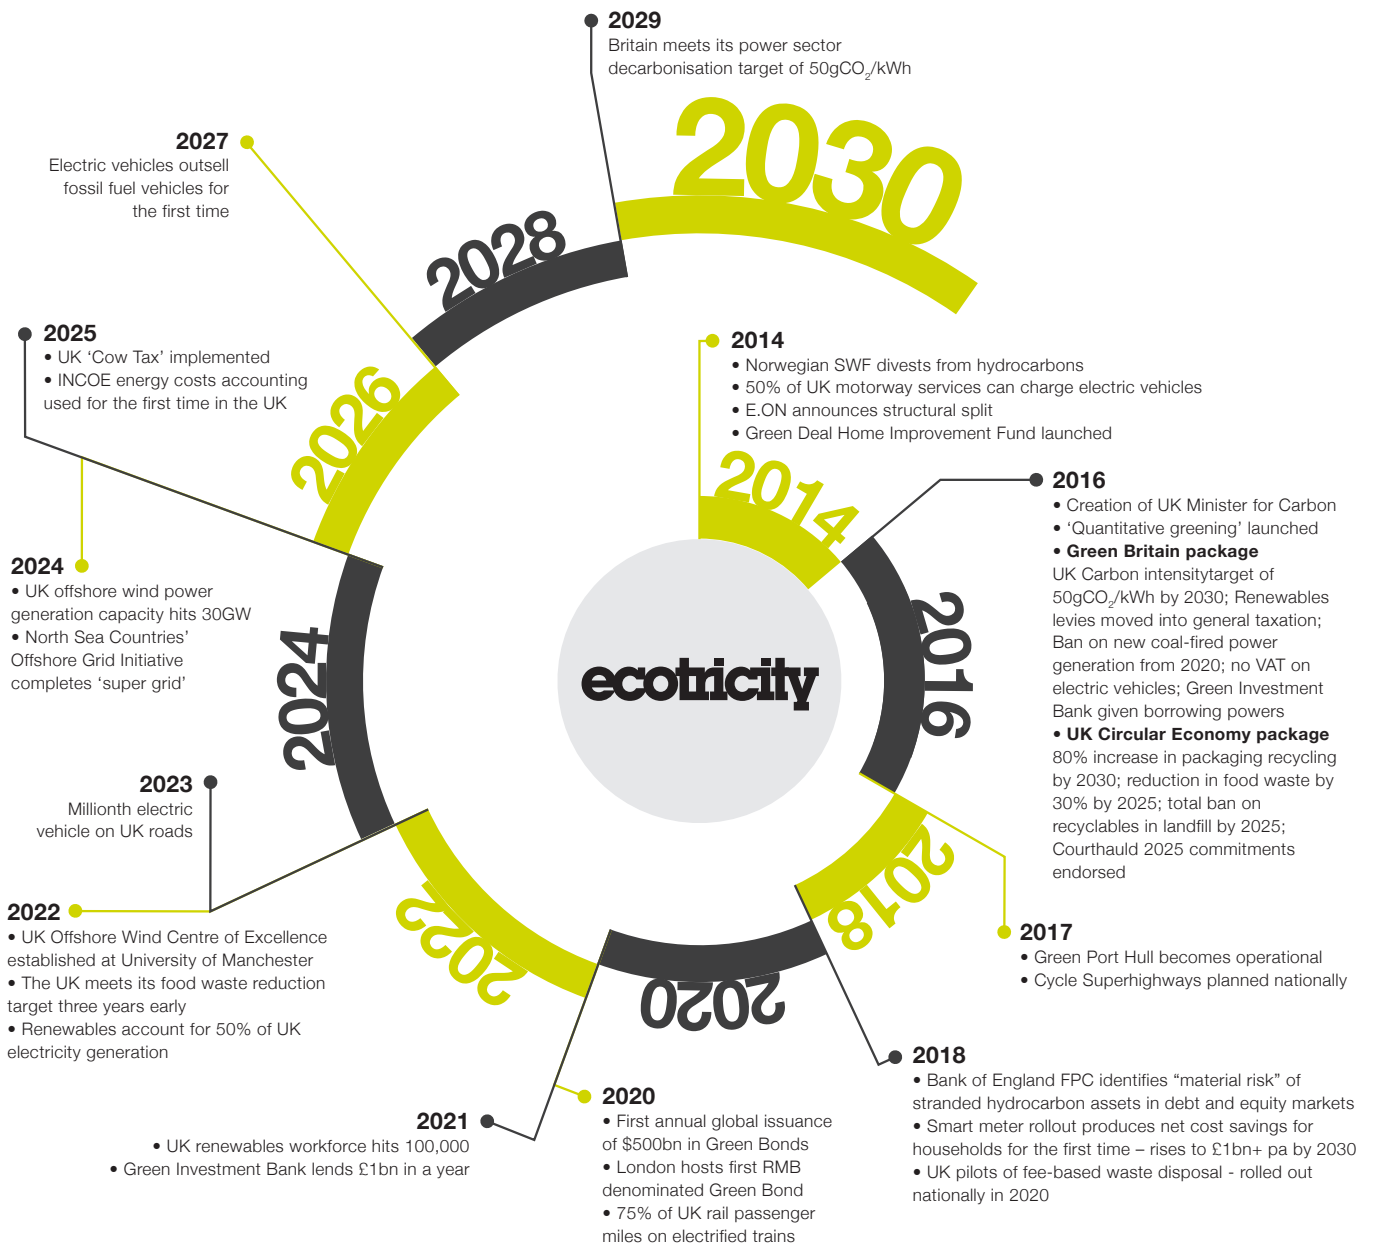 2029
Britain meets its power sector
decarbonisation target of 50gCO₂/kWh
2030
2027
Electric vehicles outsell
fossil fuel vehicles for
the first time
2028
2025
• UK ‘Cow Tax’ implemented
• INCOE energy costs accounting
used for the first time in the UK
2026
2014
• Norwegian SWF divests from hydrocarbons
• 50% of UK motorway services can charge electric vehicles
• E.ON announces structural split
• Green Deal Home Improvement Fund launched
2014
2016
• Creation of UK Minister for Carbon
• ‘Quantitative greening’ launched
• Green Britain package
UK Carbon intensitytarget of
50gCO₂/kWh by 2030; Renewables
levies moved into general taxation;
Ban on new coal-fired power
generation from 2020; no VAT on
electric vehicles; Green Investment
Bank given borrowing powers
• UK Circular Economy package
80% increase in packaging recycling
by 2030; reduction in food waste by
30% by 2025; total ban on
recyclables in landfill by 2025;
Courthauld 2025 commitments
endorsed
2016
2024
• UK offshore wind power
generation capacity hits 30GW
• North Sea Countries’
Offshore Grid Initiative
completes ‘super grid’
2024
ecotricity
2023
Millionth electric
vehicle on UK roads
2018
2022
2022
• UK Offshore Wind Centre of Excellence
established at University of Manchester
• The UK meets its food waste reduction
target three years early
• Renewables account for 50% of UK
electricity generation
2020
2017
• Green Port Hull becomes operational
• Cycle Superhighways planned nationally
2018
• Bank of England FPC identifies “material risk” of
stranded hydrocarbon assets in debt and equity markets
• Smart meter rollout produces net cost savings for
households for the first time – rises to £1bn+ pa by 2030
• UK pilots of fee-based waste disposal - rolled out
nationally in 2020
2020
• First annual global issuance
of $500bn in Green Bonds
• London hosts first RMB
denominated Green Bond
• 75% of UK rail passenger
miles on electrified trains
2021
• UK renewables workforce hits 100,000
• Green Investment Bank lends £1bn in a year